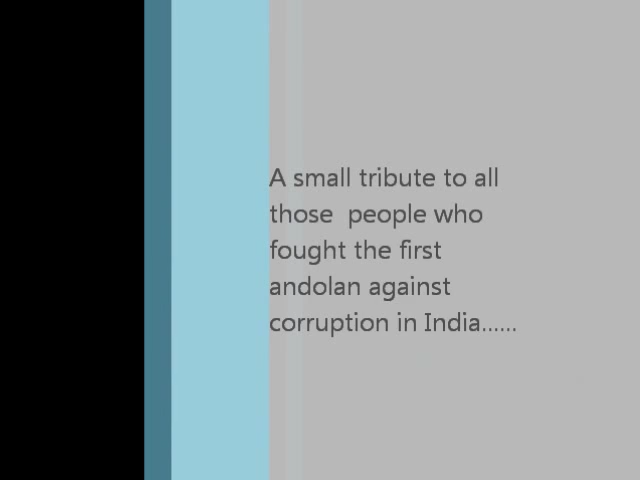 A small tribute to all
those  people who
fought the first
andolan against
corruption in India......